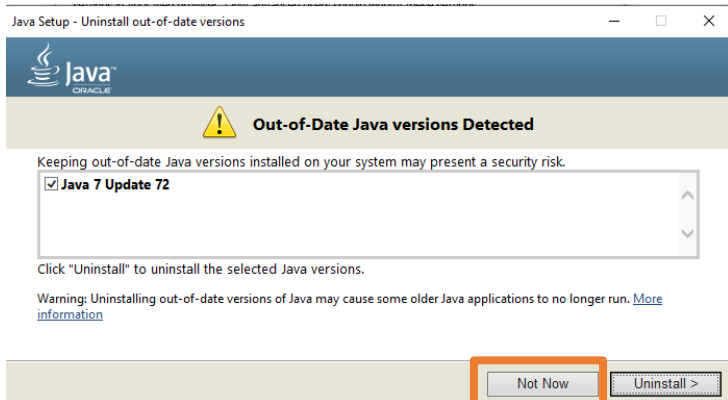 Java Setup - Uninstall out-of-date versions
Java™
ORACLE
Out-of-Date Java versions Detected
Keeping out-of-date Java versions installed on your system may present a security risk.
Java 7 Update 72
Click "Uninstall" to uninstall the selected Java versions.
Warning: Uninstalling out-of-date versions of Java may cause some older Java applications to no longer run. More
information
Not Now Uninstall >